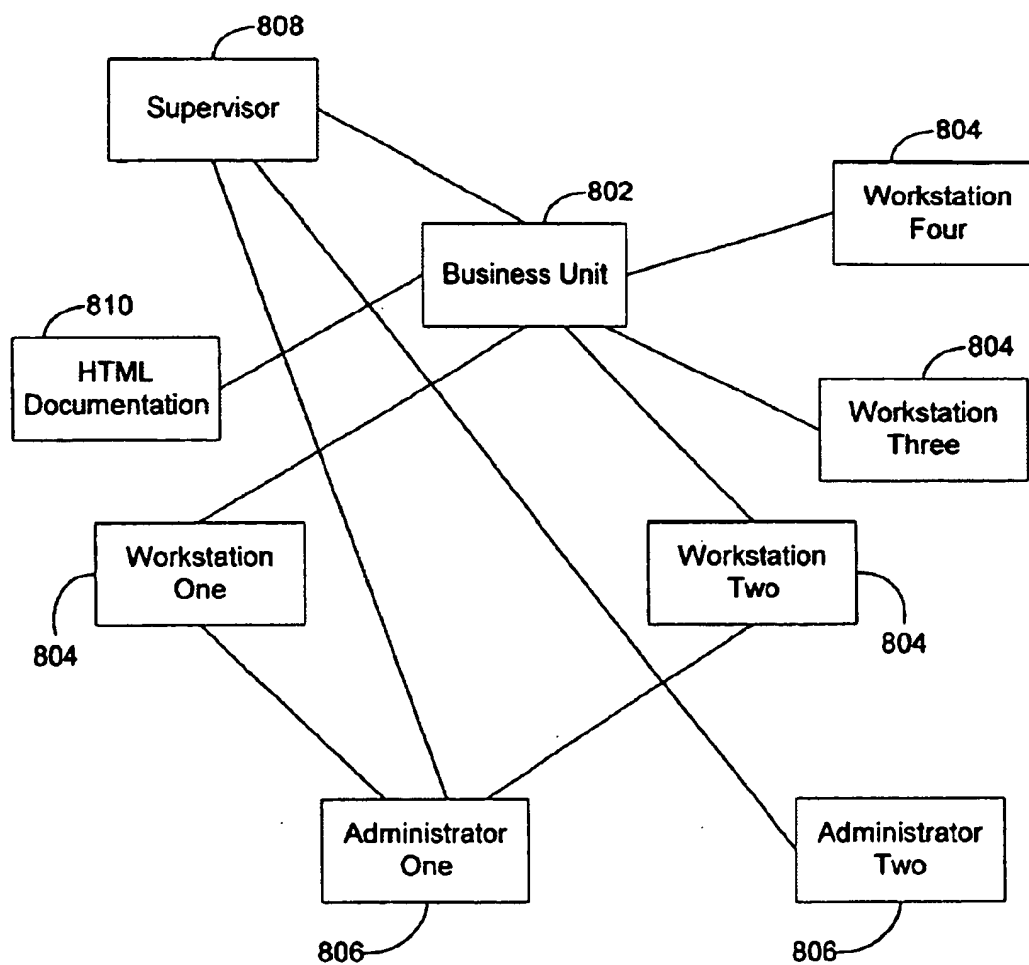 808
Supervisor
804
Workstation
Four
802
Business Unit
810
HTML
Documentation
804
Workstation
Three
Workstation
One
804
Workstation
Two
804
Administrator
One
806
Administrator
Two
806